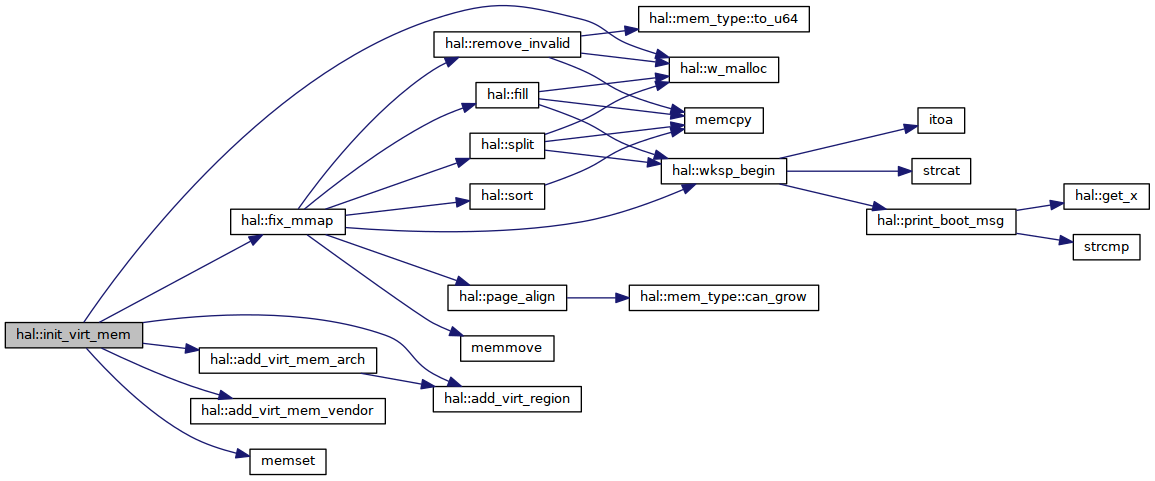 hal::mem_type::to_u64
hal::remove_invalid
hal::w_malloc
hal::fill
memcpy
itoa
hal::split
hal::wksp_begin
strcat
hal::sort
hal::get_x
hal::fix_mmap
hal::print_boot_msg
strcmp
hal::page_align
hal::mem_type::can_grow
hal::init_virt_mem
memmove
hal::add_virt_mem_arch
hal::add_virt_region
hal::add_virt_mem_vendor
memset